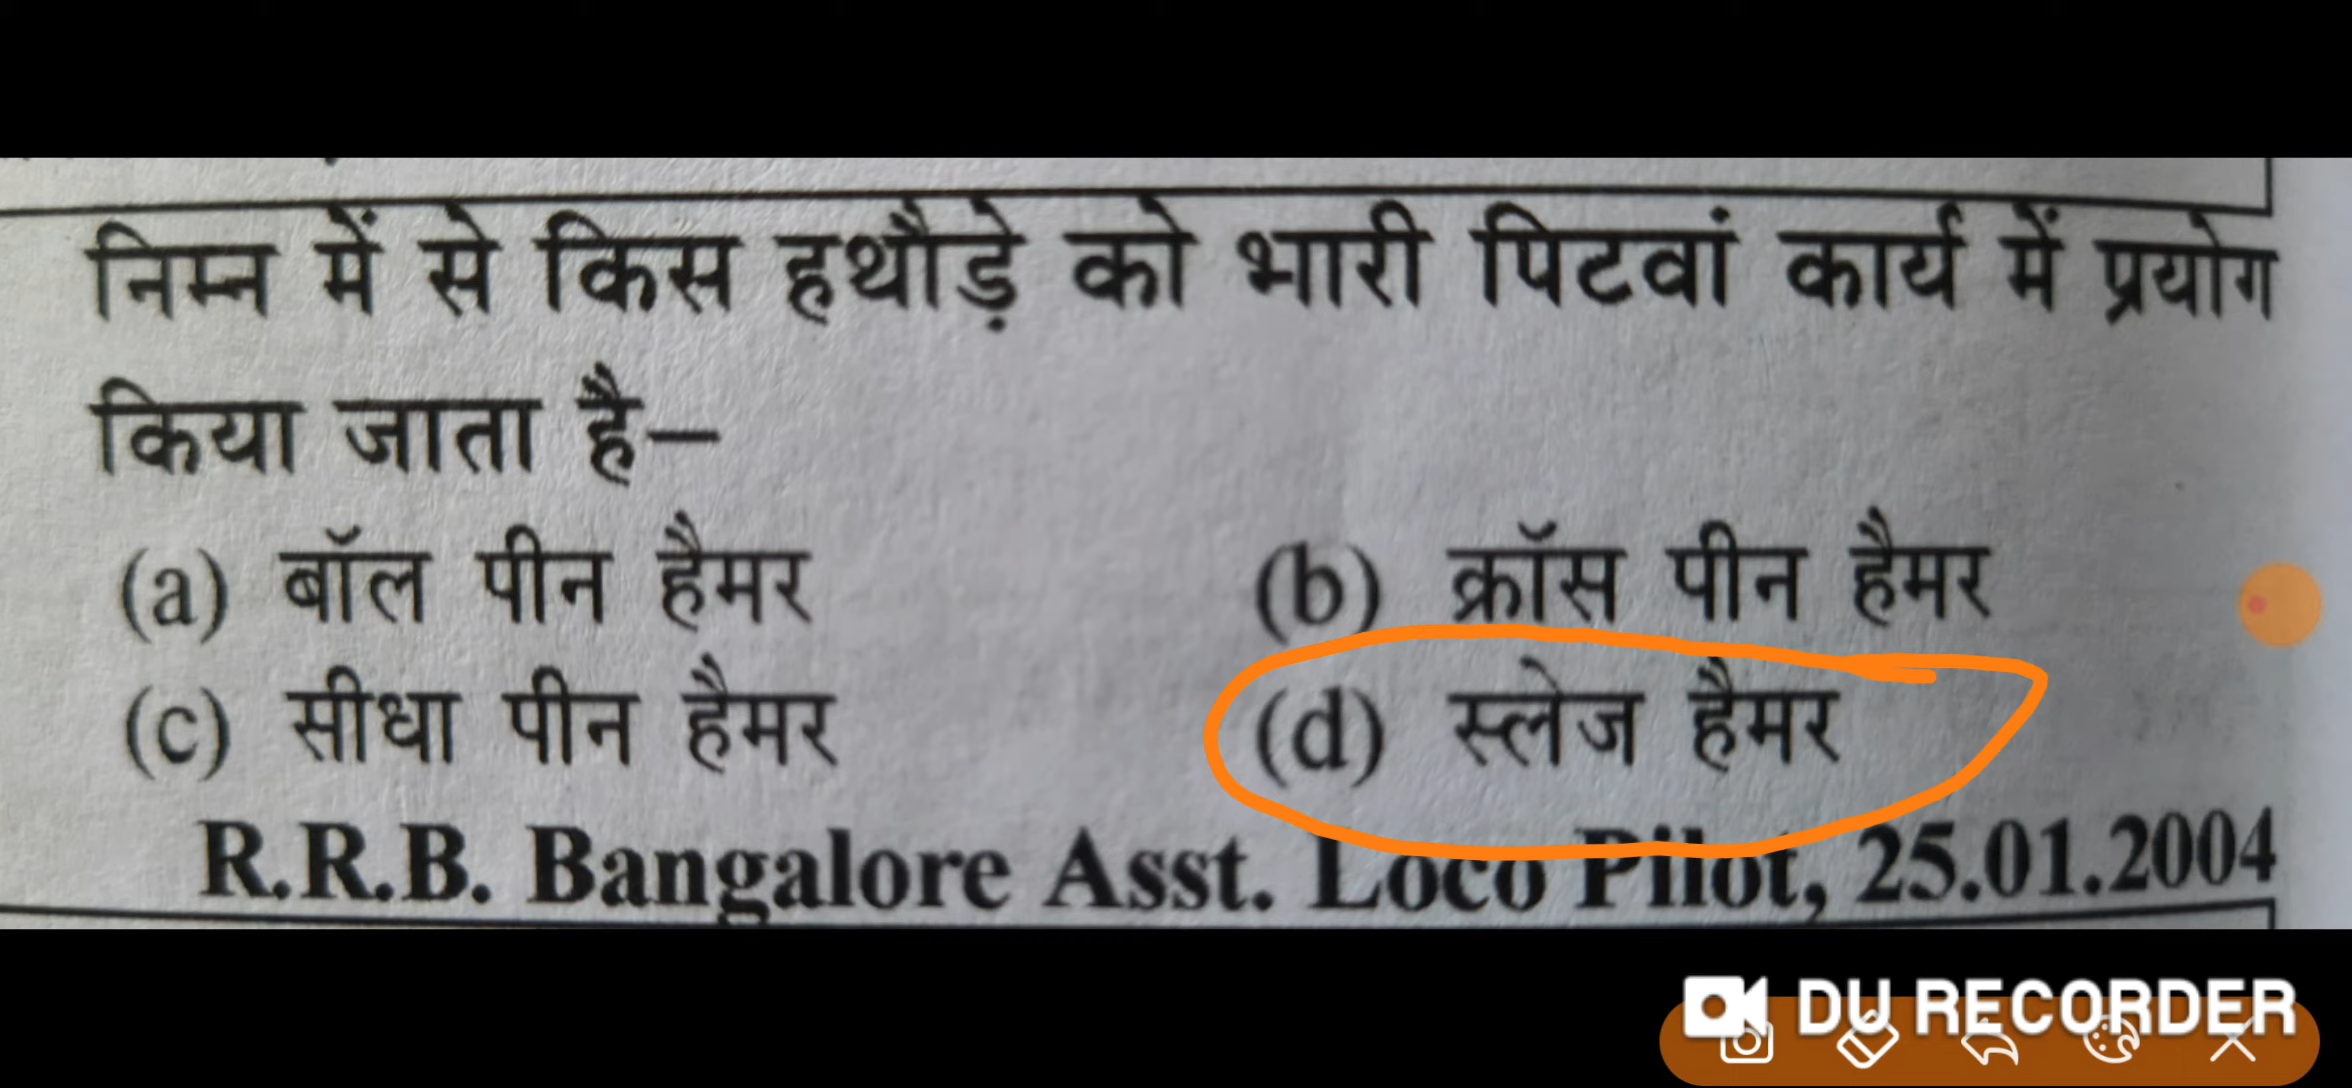 निम्न में से किस हथौड़े को भारी पिटवां कार्य में प्रयोग
किया जाता है–
(a) बॉल पीन हैमर (b) क्रॉस पीन हैमर
(c) सीधा पीन हैमर (d) स्लेज हैमर
R.R.B. Bangalore Asst. Loco Pilot, 25.01.2004
DU RECORDER